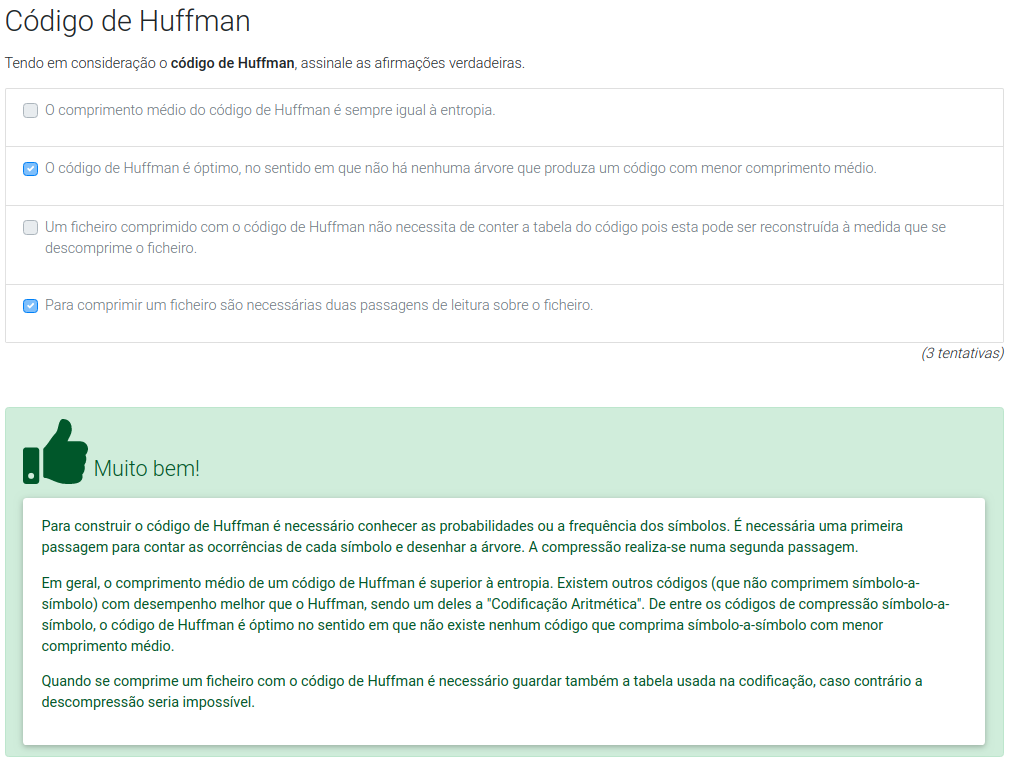 Código de Huffman
Tendo em consideração o código de Huffman, assinale as afirmações verdadeiras.
O comprimento médio do código de Huffman é sempre igual à entropia.
O código de Huffman é óptimo, no sentido em que não há nenhuma árvore que produza um código com menor comprimento médio.
Um ficheiro comprimido com o código de Huffman não necessita de conter a tabela do código pois esta pode ser reconstruída à medida que se
descomprime o ficheiro.
Para comprimir um ficheiro são necessárias duas passagens de leitura sobre o ficheiro.
(3 tentativas)
Muito bem!
Para construir o código de Huffman é necessário conhecer as probabilidades ou a frequência dos símbolos. É necessária uma primeira
passagem para contar as ocorrências de cada símbolo e desenhar a árvore. A compressão realiza-se numa segunda passagem.
Em geral, o comprimento médio de um código de Huffman é superior à entropia. Existem outros códigos (que não comprimem símbolo-a-
símbolo) com desempenho melhor que o Huffman, sendo um deles a "Codificação Aritmética". De entre os códigos de compressão símbolo-a-
símbolo, o código de Huffman é óptimo no sentido em que não existe nenhum código que comprima símbolo-a-símbolo com menor
comprimento médio.
Quando se comprime um ficheiro com o código de Huffman é necessário guardar também a tabela usada na codificação, caso contrário a
descompressão seria impossível.